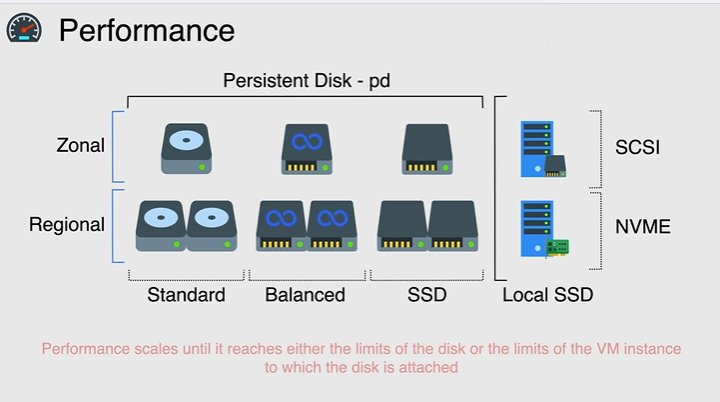 Performance
Persistent Disk - pd
Zonal
SCSI
Regional
NVME
Standard
Balanced
SSD
Local SSD
Performance scales until it reaches either the limits of the disk or the limits of the VM instance
to which the disk is attached